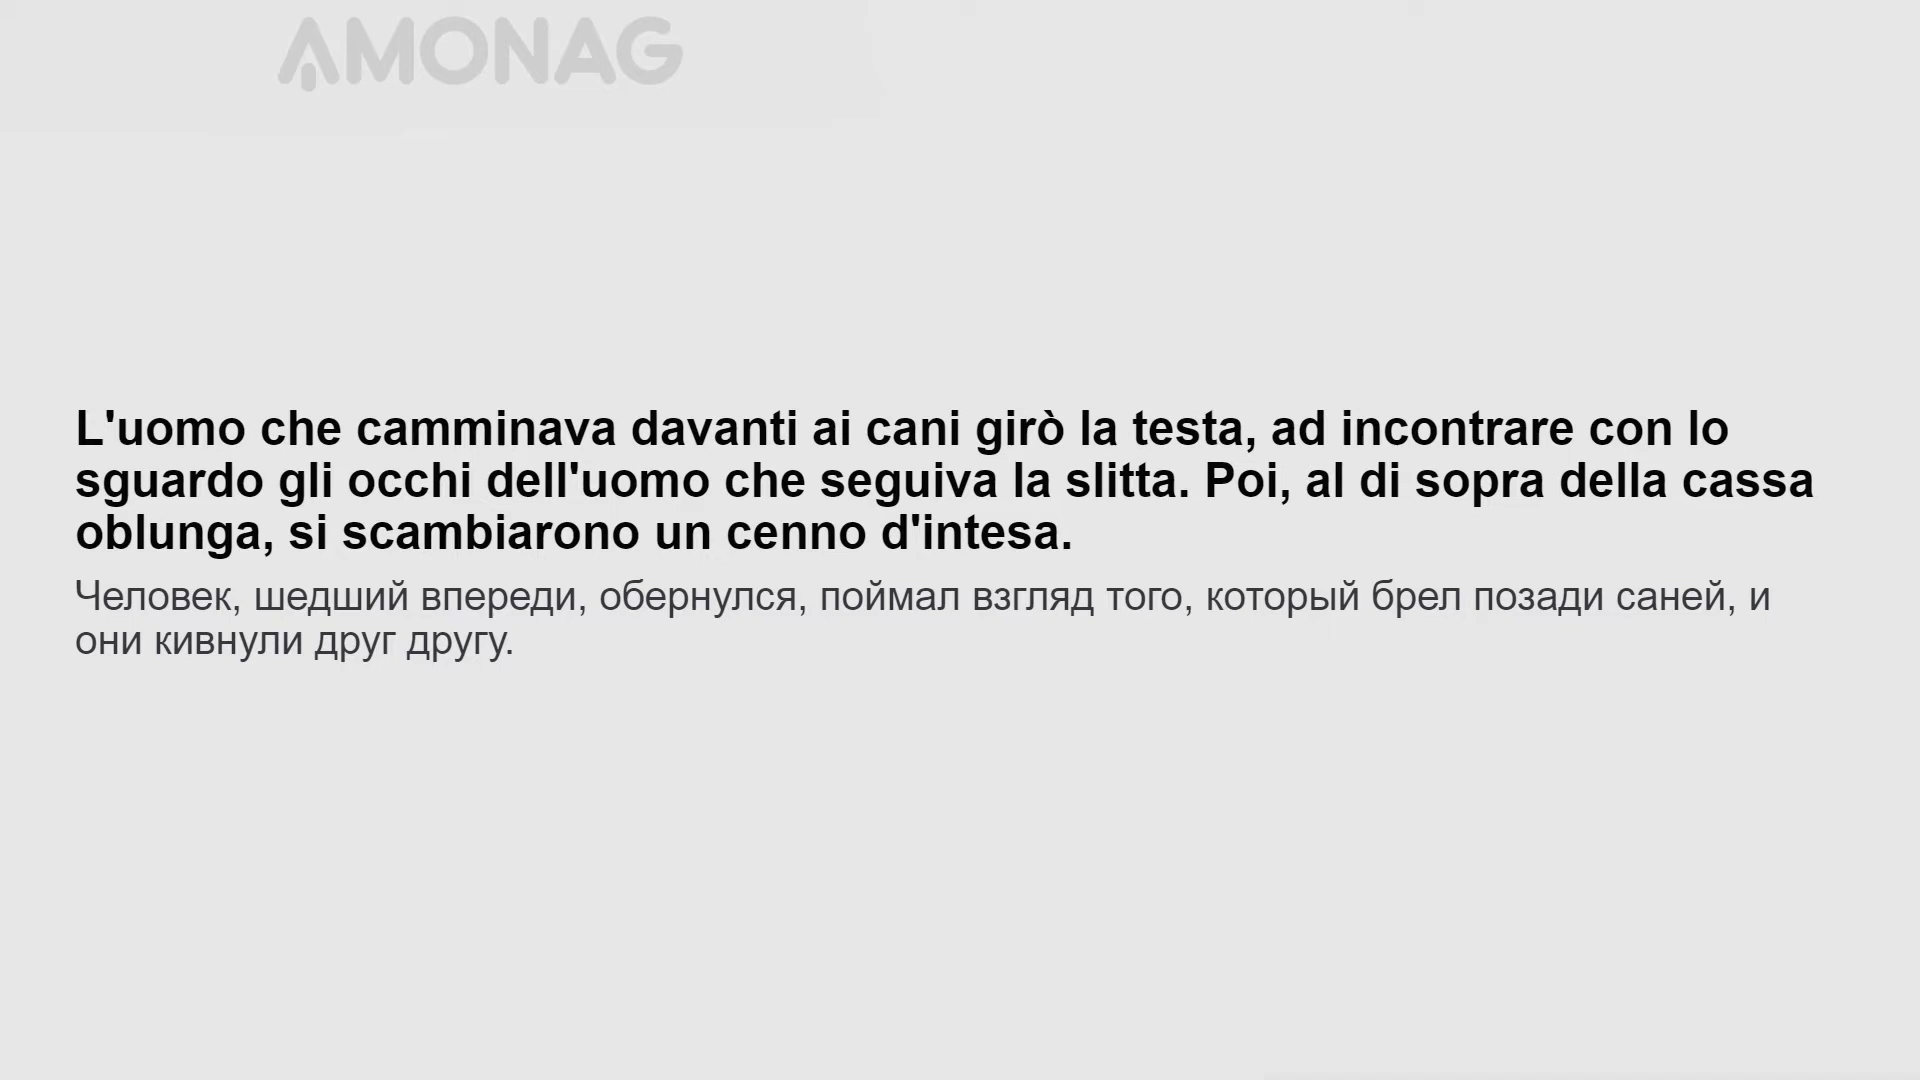 AMONAG
L'uomo che camminava davanti ai cani girò la testa, ad incontrare con lo
sguardo gli occhi dell'uomo che seguiva la slitta. Poi, al di sopra della cassa
oblunga, si scambiarono un cenno d'intesa.
Человек, шедший впереди, обернулся, поймал взгляд того, который брел позади саней, и
они кивнули друг другу.